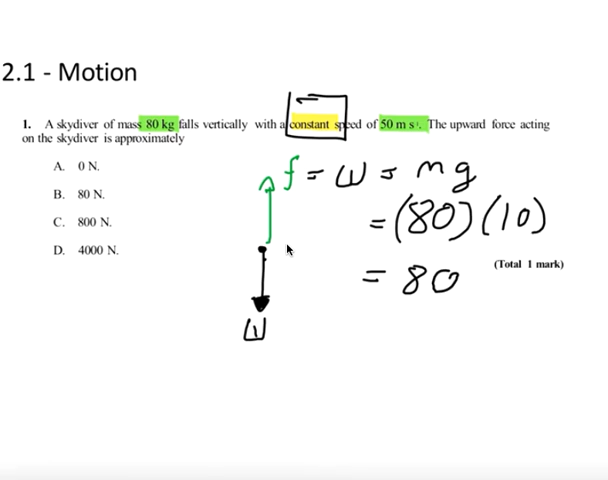 2.1 - Motion
1. A skydiver of mass 80 kg falls vertically with a constant speed of 50 m s⁻¹. The upward force acting
on the skydiver is approximately
A. 0 N.
B. 80 N.
C. 800 N.
D. 4000 N.
f = W = mg
= (80)(10)
= 80
(Total 1 mark)
W